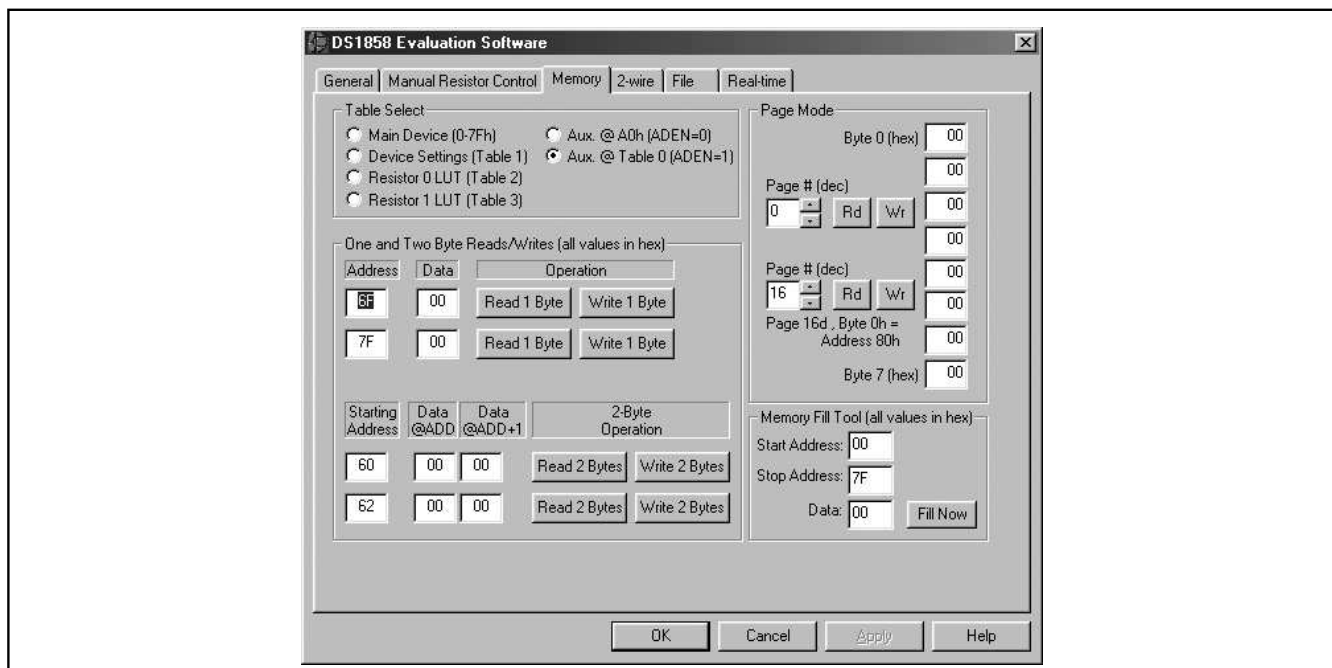 DS1858 Evaluation Software
General Manual Resistor Control Memory 2-wire File Real-time
Table Select
Main Device (0-7Fh)
Device Settings (Table 1)
Resistor 0 LUT (Table 2)
Resistor 1 LUT (Table 3)
Aux. @ A0h (ADEN=0)
Aux. @ Table 0 (ADEN=1)
One and Two Byte Reads/Writes (all values in hex)
Address Data Operation
6F 00 Read 1 Byte Write 1 Byte
7F 00 Read 1 Byte Write 1 Byte
Starting Data Data 2-Byte
Address @ADD @ADD+1 Operation
60 00 00 Read 2 Bytes Write 2 Bytes
62 00 00 Read 2 Bytes Write 2 Bytes
Page Mode
Byte 0 (hex) 00
00
Page # (dec)
0 Rd Wr 00
00
Page # (dec) 00
16 Rd Wr 00
Page 16d , Byte 0h =
Address 80h 00
Byte 7 (hex) 00
Memory Fill Tool (all values in hex)
Start Address: 00
Stop Address: 7F
Data: 00 Fill Now
OK Cancel Apply Help